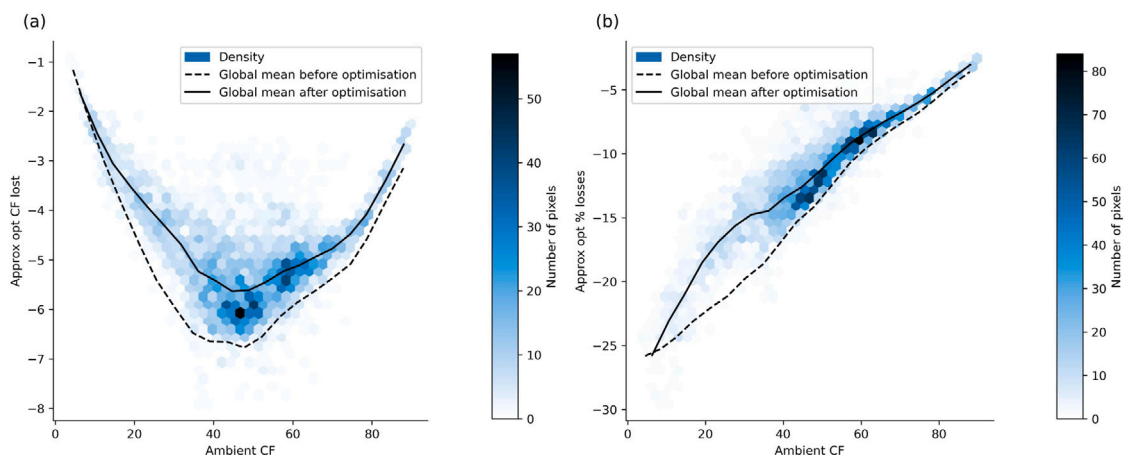 (a)
Density
Global mean before optimisation
Global mean after optimisation
Approx opt CF lost
−1
−2
−3
−4
−5
−6
−7
−8
0
20
40
60
80
Ambient CF
50
40
30
20
10
0
Number of pixels
(b)
Density
Global mean before optimisation
Global mean after optimisation
Approx opt % losses
−5
−10
−15
−20
−25
−30
0
20
40
60
80
Ambient CF
80
70
60
50
40
30
20
10
0
Number of pixels